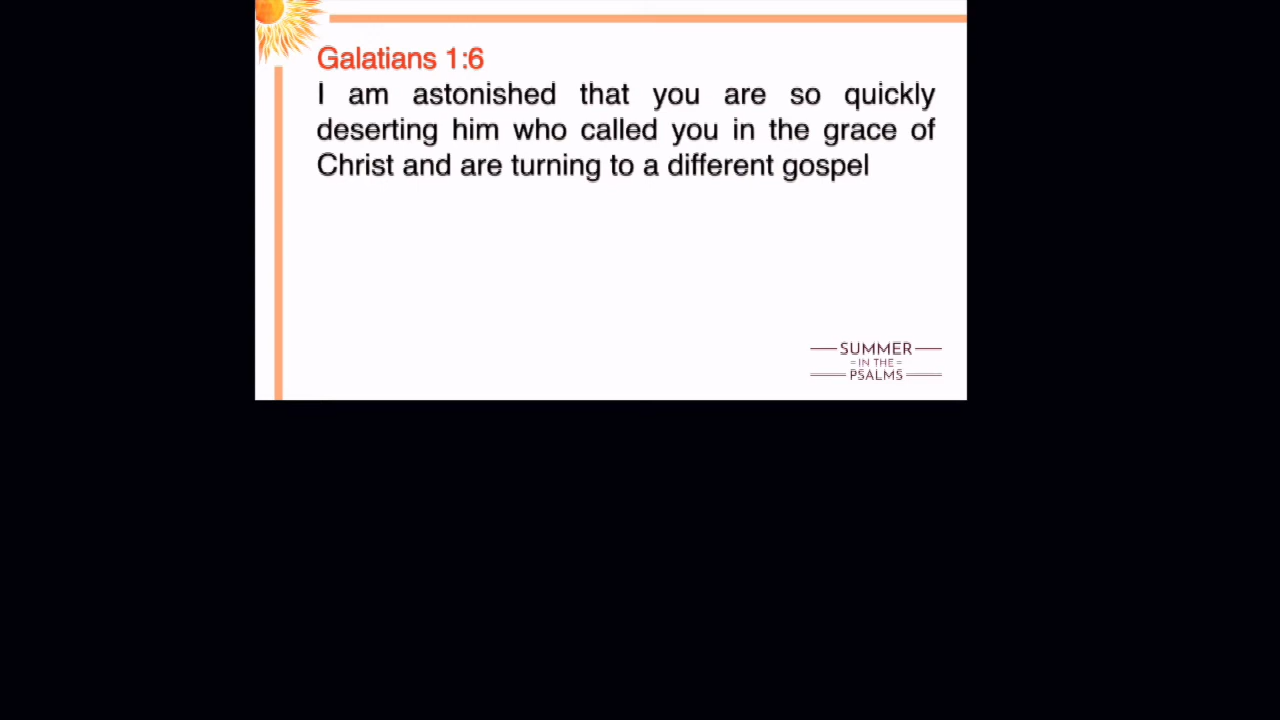 Galatians 1:6
I am astonished that you are so quickly
deserting him who called you in the grace of
Christ and are turning to a different gospel
SUMMER
IN THE
PSALMS